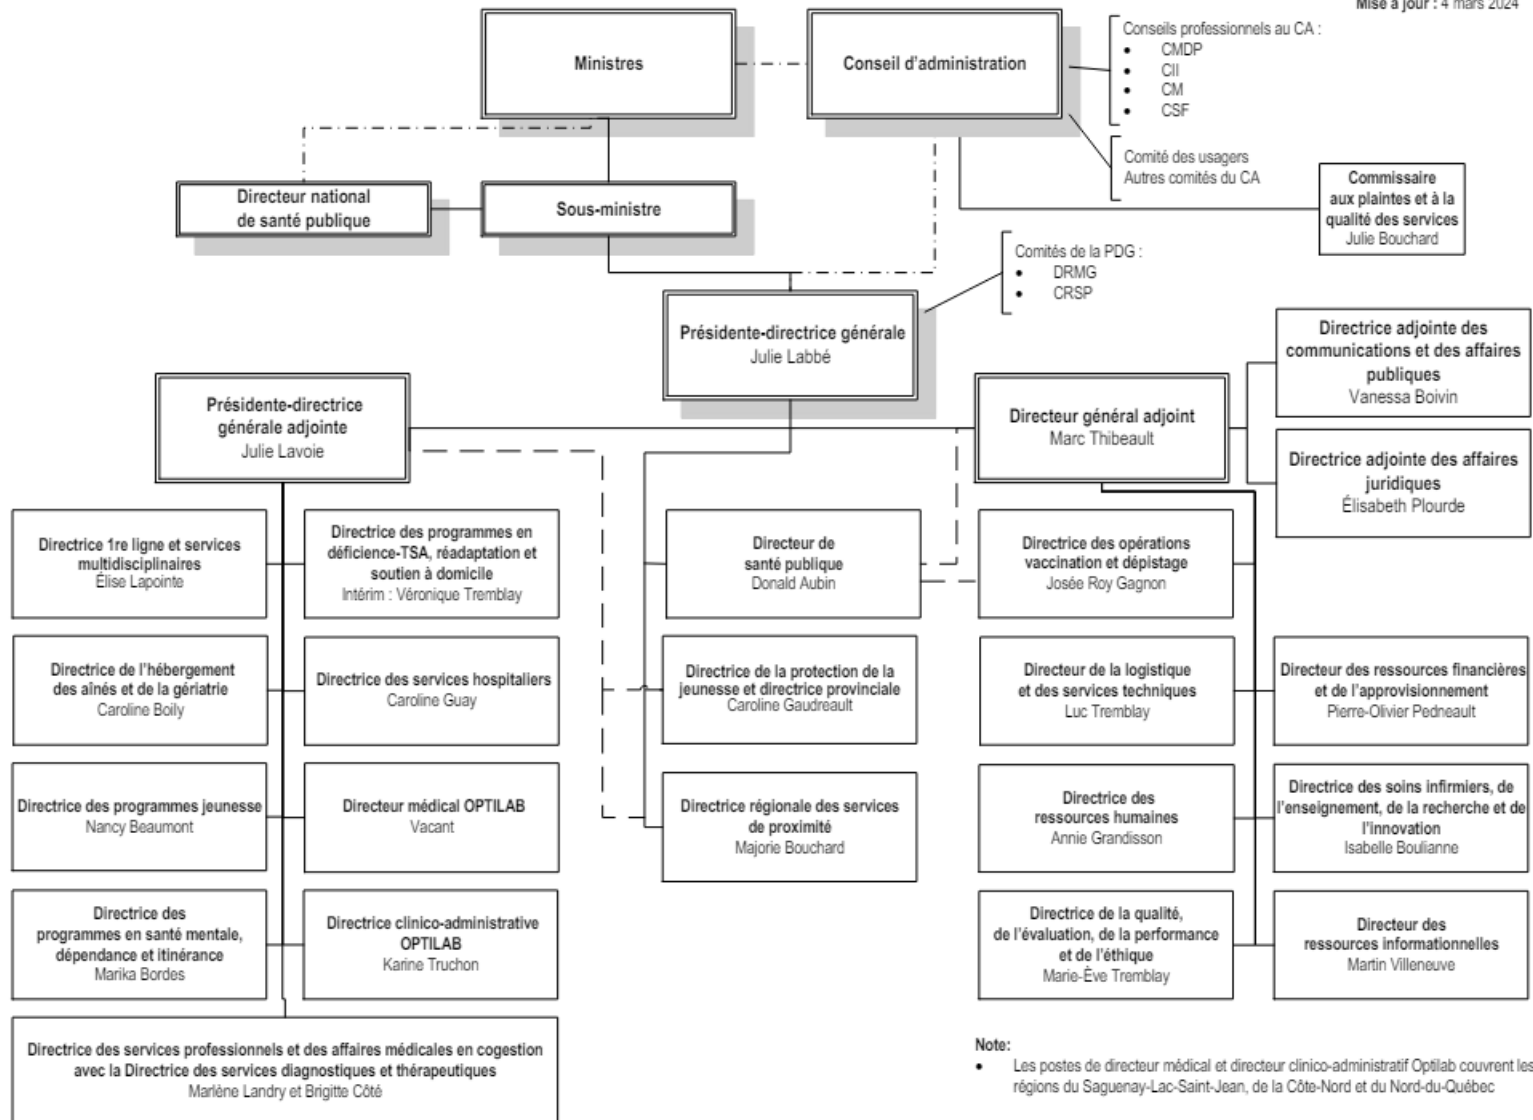 Mise à jour : 4 mars 2024
Ministres
Conseil d'administration
Conseils professionnels au CA :
• CMDP
• CII
• CM
• CSF
Comité des usagers
Autres comités du CA
Commissaire
aux plaintes et à la
qualité des services
Julie Bouchard
Directeur national
de santé publique
Sous-ministre
Comités de la PDG :
• DRMG
• CRSP
Présidente-directrice générale
Julie Labbé
Directrice adjointe des
communications et des affaires
publiques
Vanessa Boivin
Présidente-directrice
générale adjointe
Julie Lavoie
Directeur général adjoint
Marc Thibeault
Directrice adjointe des affaires
juridiques
Élisabeth Plourde
Directrice 1re ligne et services
multidisciplinaires
Élise Lapointe
Directrice des programmes en
déficience-TSA, réadaptation et
soutien à domicile
Intérim : Véronique Tremblay
Directeur de
santé publique
Donald Aubin
Directrice des opérations
vaccination et dépistage
Josée Roy Gagnon
Directrice de l'hébergement
des aînés et de la gériatrie
Caroline Boily
Directrice des services hospitaliers
Caroline Guay
Directrice de la protection de la
jeunesse et directrice provinciale
Caroline Gaudreault
Directeur de la logistique
et des services techniques
Luc Tremblay
Directeur des ressources financières
et de l'approvisionnement
Pierre-Olivier Pedneault
Directrice des programmes jeunesse
Nancy Beaumont
Directeur médical OPTILAB
Vacant
Directrice régionale des services
de proximité
Majorie Bouchard
Directrice des
ressources humaines
Annie Grandisson
Directrice des soins infirmiers, de
l'enseignement, de la recherche et de
l'innovation
Isabelle Boulianne
Directrice des
programmes en santé mentale,
dépendance et itinérance
Marika Bordes
Directrice clinico-administrative
OPTILAB
Karine Truchon
Directrice de la qualité,
de l'évaluation, de la performance
et de l'éthique
Marie-Ève Tremblay
Directeur des
ressources informationnelles
Martin Villeneuve
Directrice des services professionnels et des affaires médicales en cogestion
avec la Directrice des services diagnostiques et thérapeutiques
Marlène Landry et Brigitte Côté
Note:
• Les postes de directeur médical et directeur clinico-administratif Optilab couvrent les
régions du Saguenay-Lac-Saint-Jean, de la Côte-Nord et du Nord-du-Québec